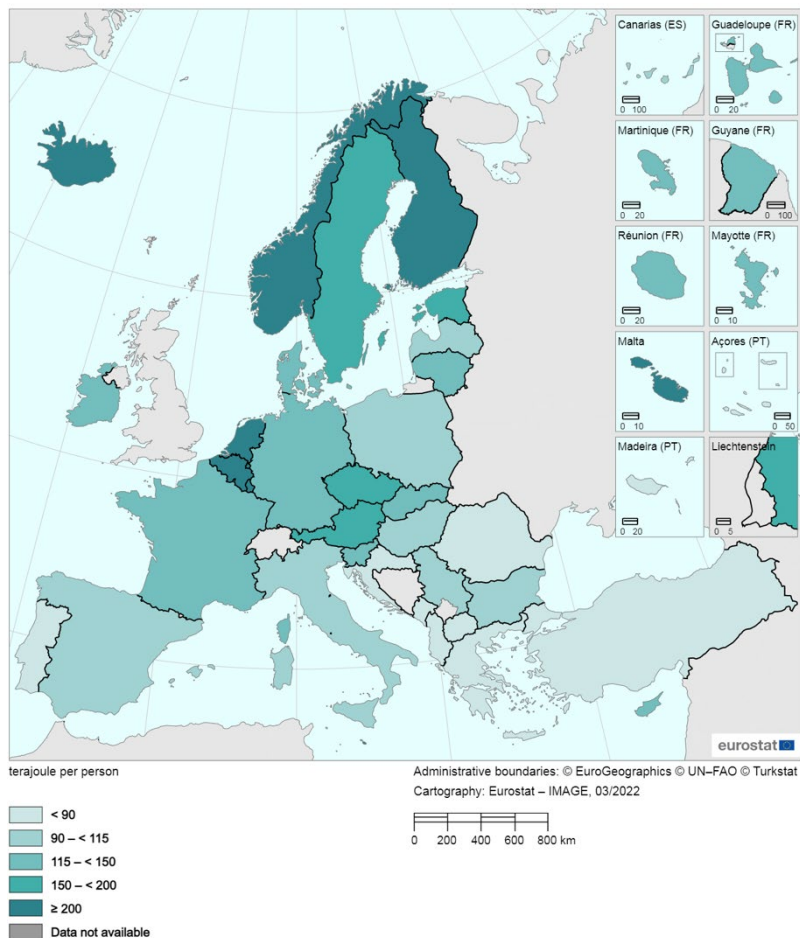 Canarias (ES)
0 100
Guadeloupe (FR)
0 20
Martinique (FR)
0 20
Guyane (FR)
0 100
Réunion (FR)
0 20
Mayotte (FR)
0 10
Malta
0 10
Açores (PT)
0 50
Madeira (PT)
0 20
Liechtenstein
0 5
eurostat
terajoule per person
Administrative boundaries: © EuroGeographics © UN–FAO © Turkstat
Cartography: Eurostat – IMAGE, 03/2022
< 90
90 – < 115
115 – < 150
150 – < 200
≥ 200
Data not available
0 200 400 600 800 km